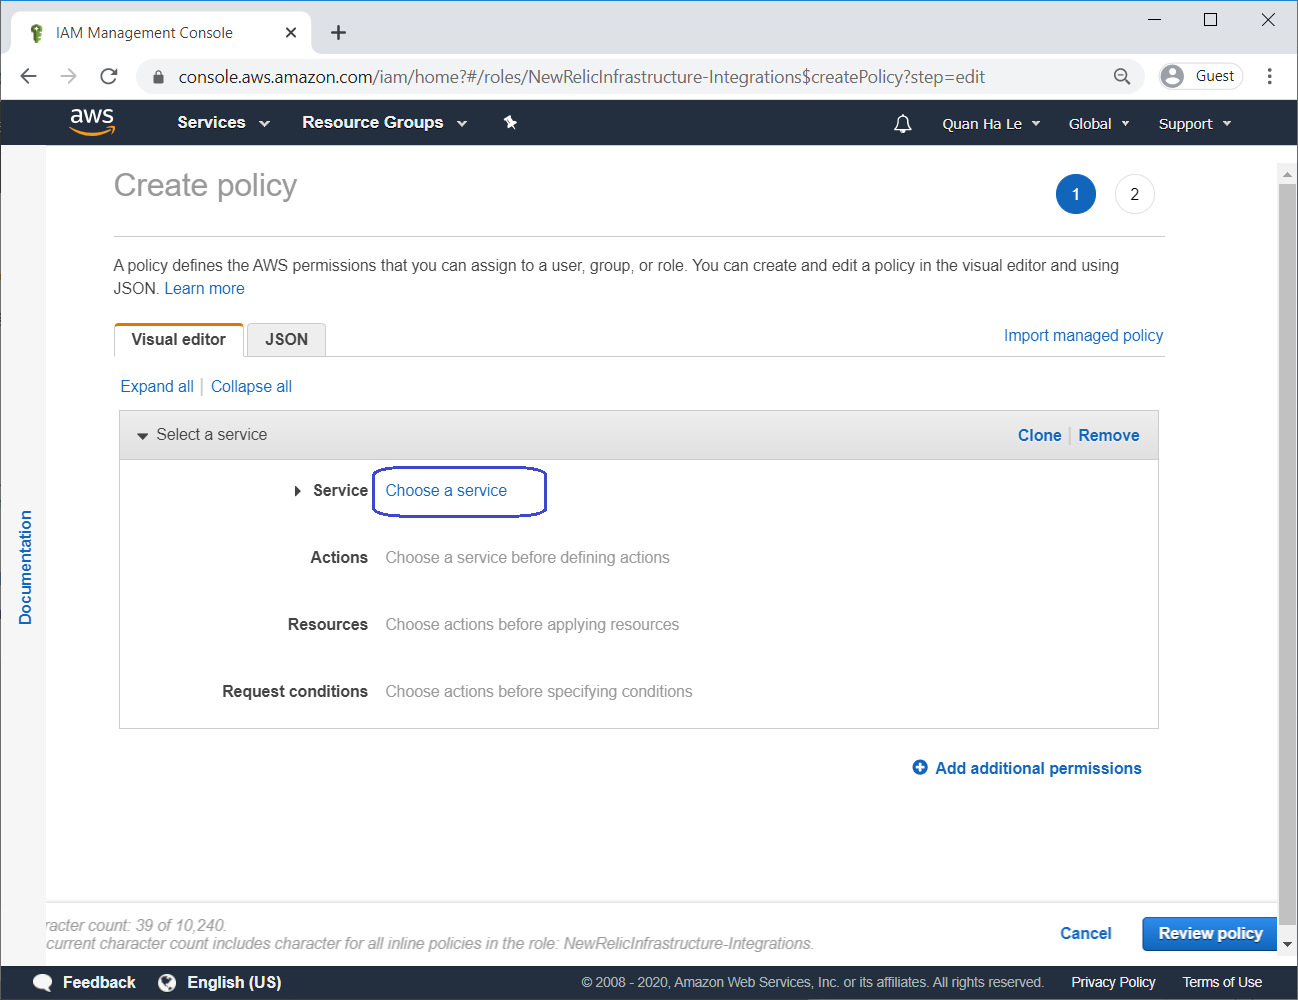 IAM Management Console
console.aws.amazon.com/iam/home?#/roles/NewRelicInfrastructure-Integrations$createPolicy?step=edit
Guest
aws
Services
Resource Groups
Quan Ha Le
Global
Support
Create policy
1
2
A policy defines the AWS permissions that you can assign to a user, group, or role. You can create and edit a policy in the visual editor and using
JSON. Learn more
Visual editor
JSON
Import managed policy
Expand all | Collapse all
Select a service
Clone | Remove
Service Choose a service
Actions Choose a service before defining actions
Resources Choose actions before applying resources
Request conditions Choose actions before specifying conditions
Add additional permissions
Documentation
racter count: 39 of 10,240.
current character count includes character for all inline policies in the role: NewRelicInfrastructure-Integrations.
Cancel
Review policy
Feedback
English (US)
© 2008 - 2020, Amazon Web Services, Inc. or its affiliates. All rights reserved.
Privacy Policy
Terms of Use